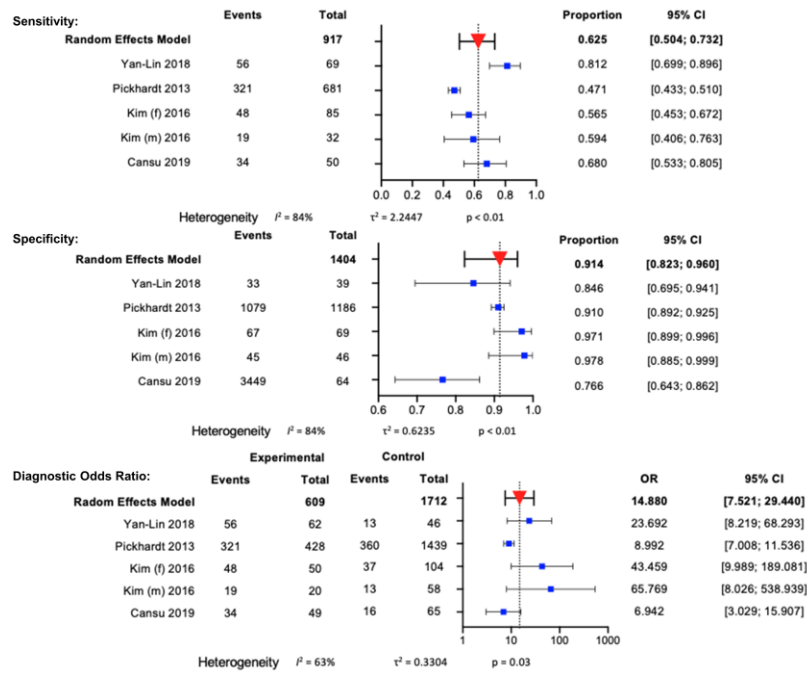 Sensitivity: Events Total Proportion 95% CI
Random Effects Model 917 0.625 [0.504; 0.732]
Yan-Lin 2018 56 69 0.812 [0.699; 0.896]
Pickhardt 2013 321 681 0.471 [0.433; 0.510]
Kim (f) 2016 48 85 0.565 [0.453; 0.672]
Kim (m) 2016 19 32 0.594 [0.406; 0.763]
Cansu 2019 34 50 0.680 [0.533; 0.805]
0.0 0.2 0.4 0.6 0.8 1.0
Heterogeneity I² = 84% τ² = 2.2447 p < 0.01
Specificity: Events Total Proportion 95% CI
Random Effects Model 1404 0.914 [0.823; 0.960]
Yan-Lin 2018 33 39 0.846 [0.695; 0.941]
Pickhardt 2013 1079 1186 0.910 [0.892; 0.925]
Kim (f) 2016 67 69 0.971 [0.899; 0.996]
Kim (m) 2016 45 46 0.978 [0.885; 0.999]
Cansu 2019 3449 64 0.766 [0.643; 0.862]
0.6 0.7 0.8 0.9 1.0
Heterogeneity I² = 84% τ² = 0.6235 p < 0.01
Experimental Control
Diagnostic Odds Ratio: Events Total Events Total OR 95% CI
Radom Effects Model 609 1712 14.880 [7.521; 29.440]
Yan-Lin 2018 56 62 13 46 23.692 [8.219; 68.293]
Pickhardt 2013 321 428 360 1439 8.992 [7.008; 11.536]
Kim (f) 2016 48 50 37 104 43.459 [9.989; 189.081]
Kim (m) 2016 19 20 13 58 65.769 [8.026; 538.939]
Cansu 2019 34 49 16 65 6.942 [3.029; 15.907]
1 10 100 1000
Heterogeneity I² = 63% τ² = 0.3304 p = 0.03